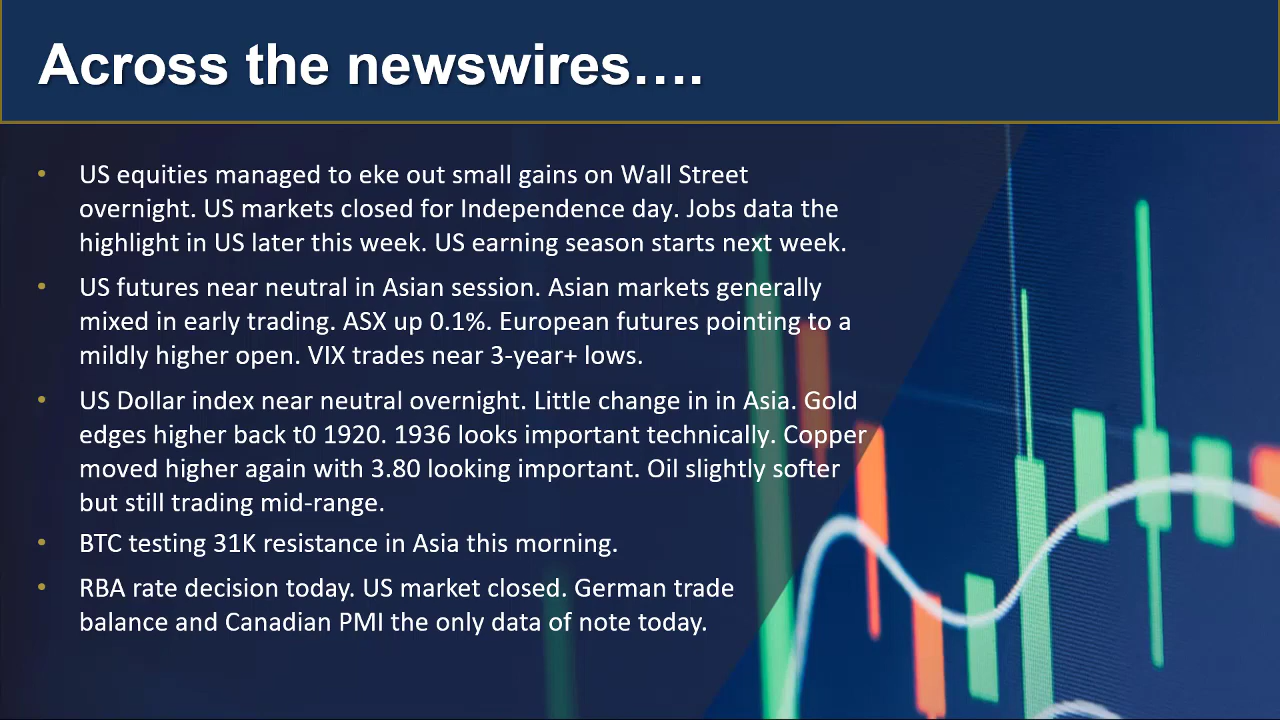 Across the newswires….
• US equities managed to eke out small gains on Wall Street
overnight. US markets closed for Independence day. Jobs data the
highlight in US later this week. US earning season starts next week.
• US futures near neutral in Asian session. Asian markets generally
mixed in early trading. ASX up 0.1%. European futures pointing to a
mildly higher open. VIX trades near 3-year+ lows.
• US Dollar index near neutral overnight. Little change in in Asia. Gold
edges higher back t0 1920. 1936 looks important technically. Copper
moved higher again with 3.80 looking important. Oil slightly softer
but still trading mid-range.
• BTC testing 31K resistance in Asia this morning.
• RBA rate decision today. US market closed. German trade
balance and Canadian PMI the only data of note today.